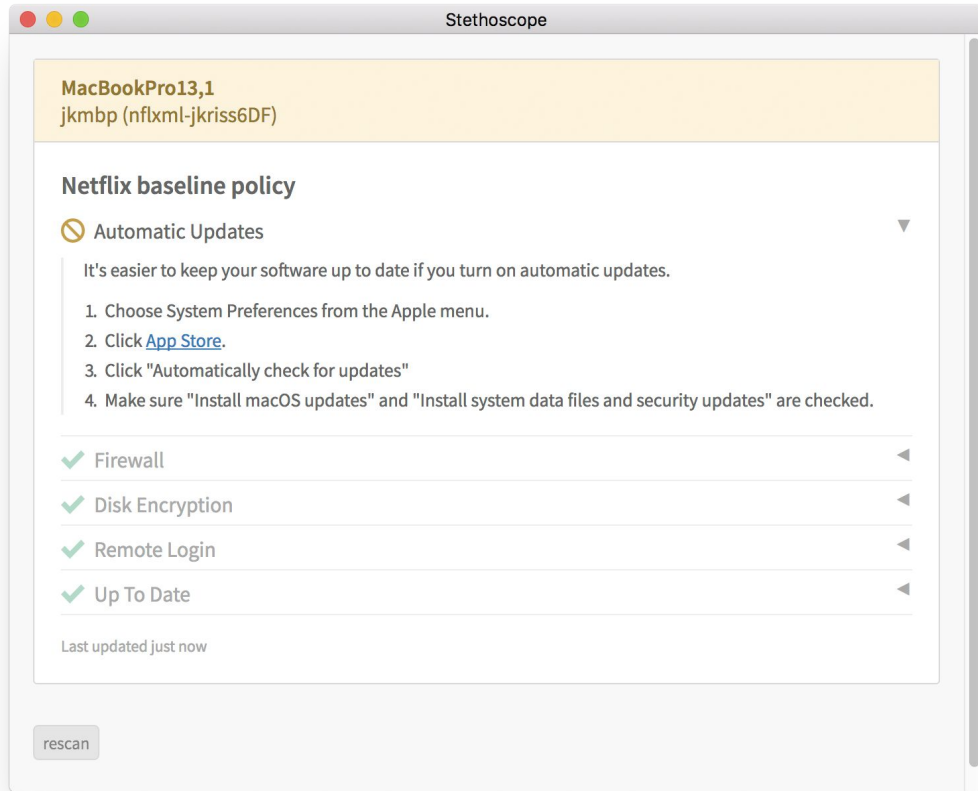 Stethoscope
MacBookPro13,1
jkmbp (nflxml-jkriss6DF)
Netflix baseline policy
Automatic Updates
It's easier to keep your software up to date if you turn on automatic updates.
1. Choose System Preferences from the Apple menu.
2. Click App Store.
3. Click "Automatically check for updates"
4. Make sure "Install macOS updates" and "Install system data files and security updates" are checked.
Firewall
Disk Encryption
Remote Login
Up To Date
Last updated just now
rescan